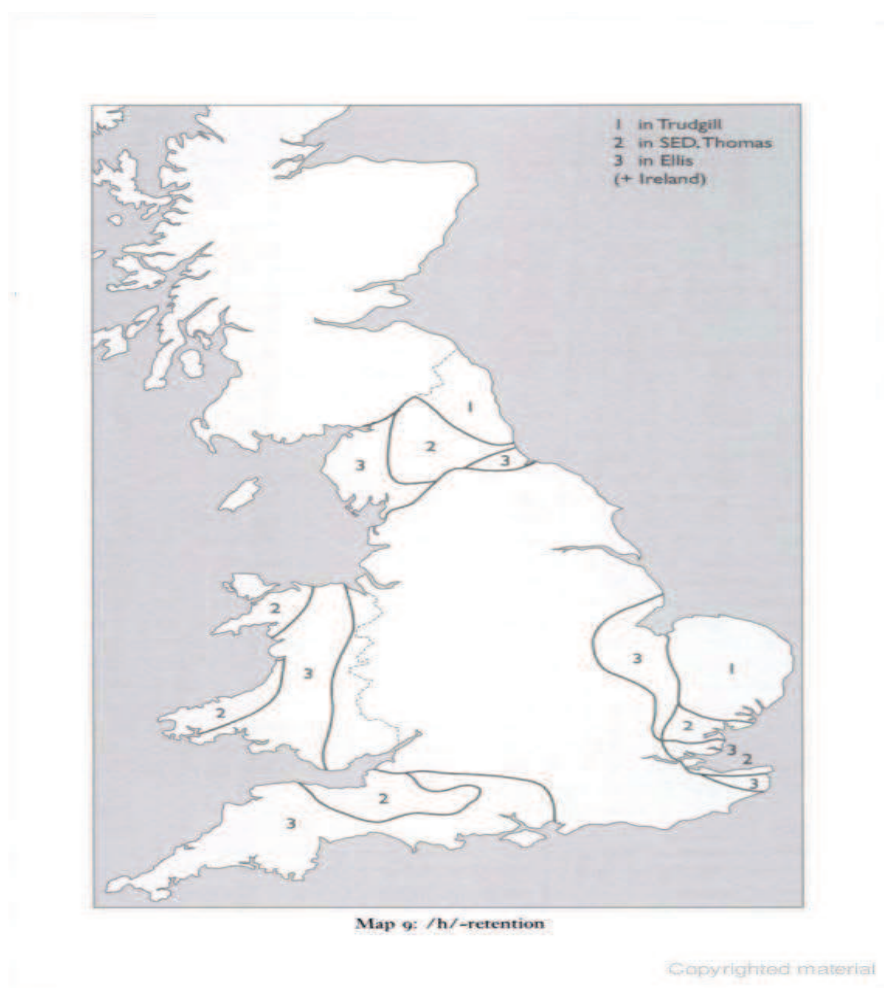 1 in Trudgill
2 in SED, Thomas
3 in Ellis
(+ Ireland)
1
2
3
3
2
3
2
3
1
2
3
2
3
2
3
Map 9: /h/-retention
Copyrighted material